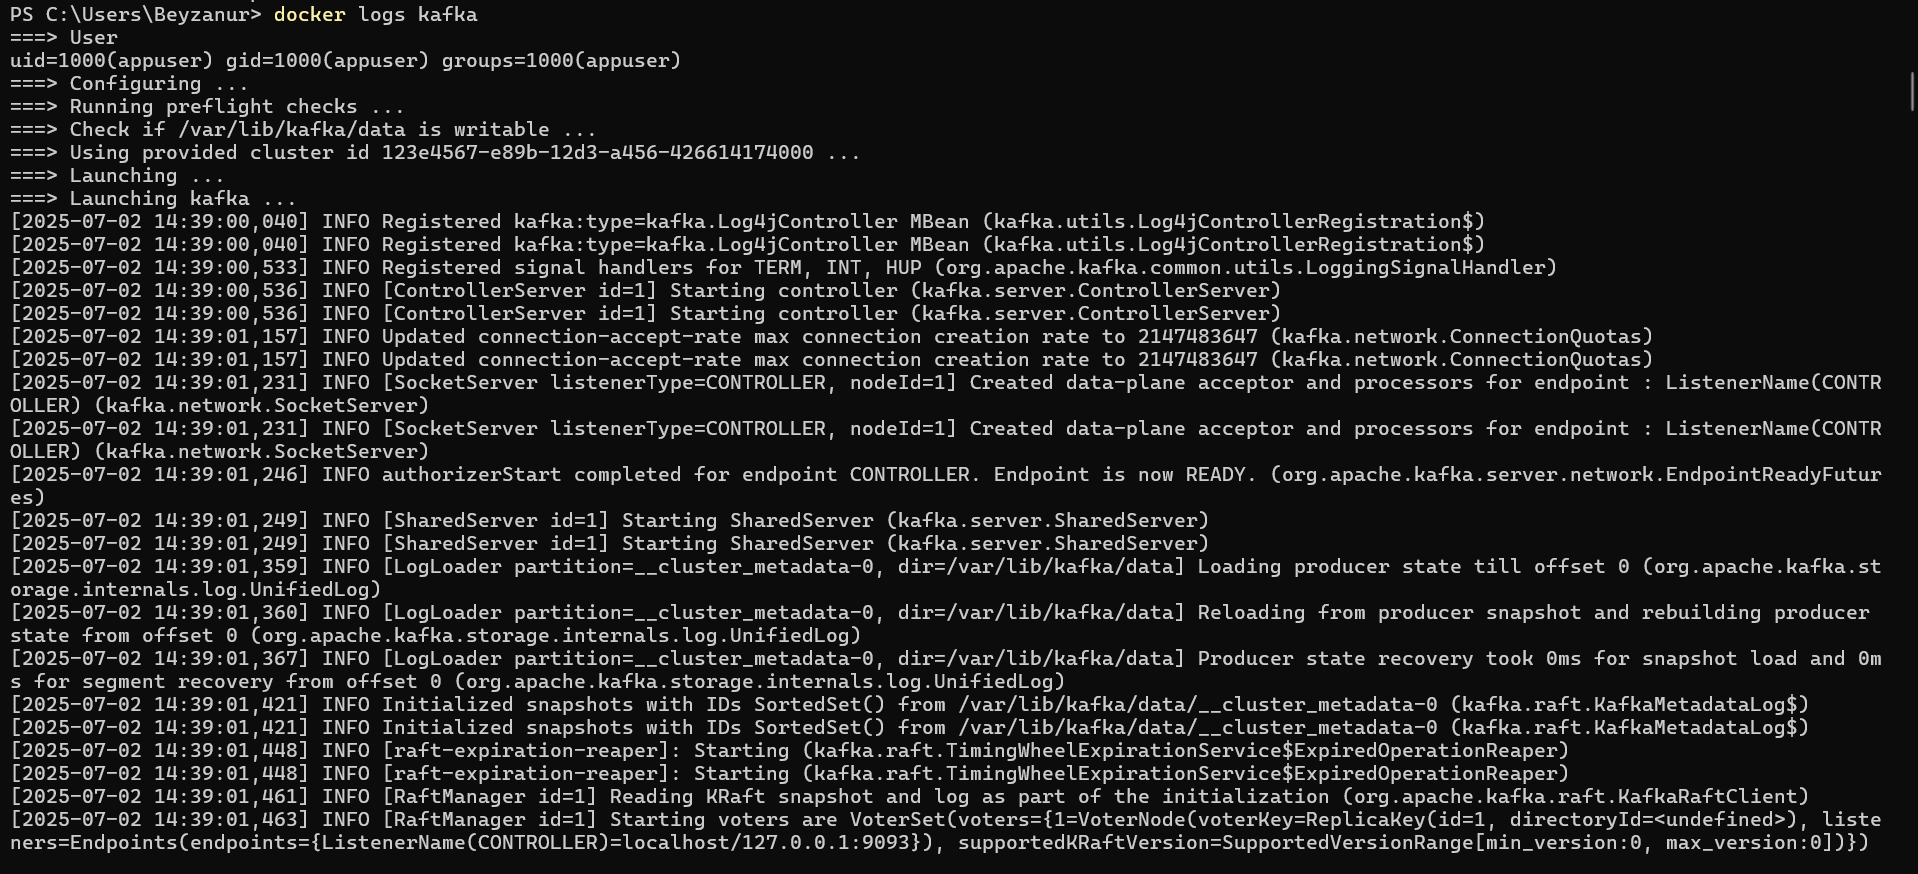 PS C:\Users\Beyzanur> docker logs kafka
===> User
uid=1000(appuser) gid=1000(appuser) groups=1000(appuser)
===> Configuring ...
===> Running preflight checks ...
===> Check if /var/lib/kafka/data is writable ...
===> Using provided cluster id 123e4567-e89b-12d3-a456-426614174000 ...
===> Launching ...
===> Launching kafka ...
[2025-07-02 14:39:00,040] INFO Registered kafka:type=kafka.Log4jController MBean (kafka.utils.Log4jControllerRegistration$)
[2025-07-02 14:39:00,040] INFO Registered kafka:type=kafka.Log4jController MBean (kafka.utils.Log4jControllerRegistration$)
[2025-07-02 14:39:00,533] INFO Registered signal handlers for TERM, INT, HUP (org.apache.kafka.common.utils.LoggingSignalHandler)
[2025-07-02 14:39:00,536] INFO [ControllerServer id=1] Starting controller (kafka.server.ControllerServer)
[2025-07-02 14:39:00,536] INFO [ControllerServer id=1] Starting controller (kafka.server.ControllerServer)
[2025-07-02 14:39:01,157] INFO Updated connection-accept-rate max connection creation rate to 2147483647 (kafka.network.ConnectionQuotas)
[2025-07-02 14:39:01,157] INFO Updated connection-accept-rate max connection creation rate to 2147483647 (kafka.network.ConnectionQuotas)
[2025-07-02 14:39:01,231] INFO [SocketServer listenerType=CONTROLLER, nodeId=1] Created data-plane acceptor and processors for endpoint : ListenerName(CONTR
OLLER) (kafka.network.SocketServer)
[2025-07-02 14:39:01,231] INFO [SocketServer listenerType=CONTROLLER, nodeId=1] Created data-plane acceptor and processors for endpoint : ListenerName(CONTR
OLLER) (kafka.network.SocketServer)
[2025-07-02 14:39:01,246] INFO authorizerStart completed for endpoint CONTROLLER. Endpoint is now READY. (org.apache.kafka.server.network.EndpointReadyFutur
es)
[2025-07-02 14:39:01,249] INFO [SharedServer id=1] Starting SharedServer (kafka.server.SharedServer)
[2025-07-02 14:39:01,249] INFO [SharedServer id=1] Starting SharedServer (kafka.server.SharedServer)
[2025-07-02 14:39:01,359] INFO [LogLoader partition=__cluster_metadata-0, dir=/var/lib/kafka/data] Loading producer state till offset 0 (org.apache.kafka.st
orage.internals.log.UnifiedLog)
[2025-07-02 14:39:01,360] INFO [LogLoader partition=__cluster_metadata-0, dir=/var/lib/kafka/data] Reloading from producer snapshot and rebuilding producer
state from offset 0 (org.apache.kafka.storage.internals.log.UnifiedLog)
[2025-07-02 14:39:01,367] INFO [LogLoader partition=__cluster_metadata-0, dir=/var/lib/kafka/data] Producer state recovery took 0ms for snapshot load and 0m
s for segment recovery from offset 0 (org.apache.kafka.storage.internals.log.UnifiedLog)
[2025-07-02 14:39:01,421] INFO Initialized snapshots with IDs SortedSet() from /var/lib/kafka/data/__cluster_metadata-0 (kafka.raft.KafkaMetadataLog$)
[2025-07-02 14:39:01,421] INFO Initialized snapshots with IDs SortedSet() from /var/lib/kafka/data/__cluster_metadata-0 (kafka.raft.KafkaMetadataLog$)
[2025-07-02 14:39:01,448] INFO [raft-expiration-reaper]: Starting (kafka.raft.TimingWheelExpirationService$ExpiredOperationReaper)
[2025-07-02 14:39:01,448] INFO [raft-expiration-reaper]: Starting (kafka.raft.TimingWheelExpirationService$ExpiredOperationReaper)
[2025-07-02 14:39:01,461] INFO [RaftManager id=1] Reading KRaft snapshot and log as part of the initialization (org.apache.kafka.raft.KafkaRaftClient)
[2025-07-02 14:39:01,463] INFO [RaftManager id=1] Starting voters are VoterSet(voters={1=VoterNode(voterKey=ReplicaKey(id=1, directoryId=<undefined>), liste
ners=Endpoints(endpoints={ListenerName(CONTROLLER)=localhost/127.0.0.1:9093}), supportedKRaftVersion=SupportedVersionRange[min_version:0, max_version:0])})